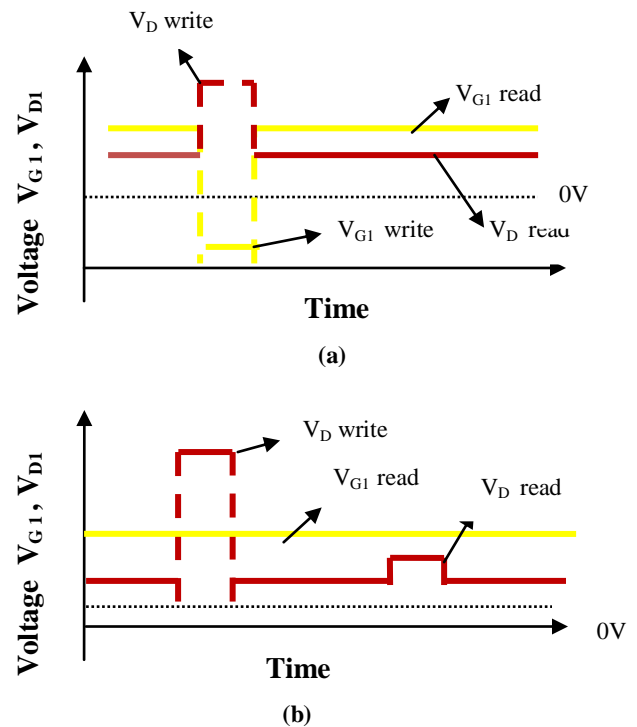 V_D write
V_G1 read
0V
V_G1 write
V_D read
Voltage V_G1, V_D1
Time
(a)
V_D write
V_G1 read
V_D read
Voltage V_G1, V_D1
0V
Time
(b)